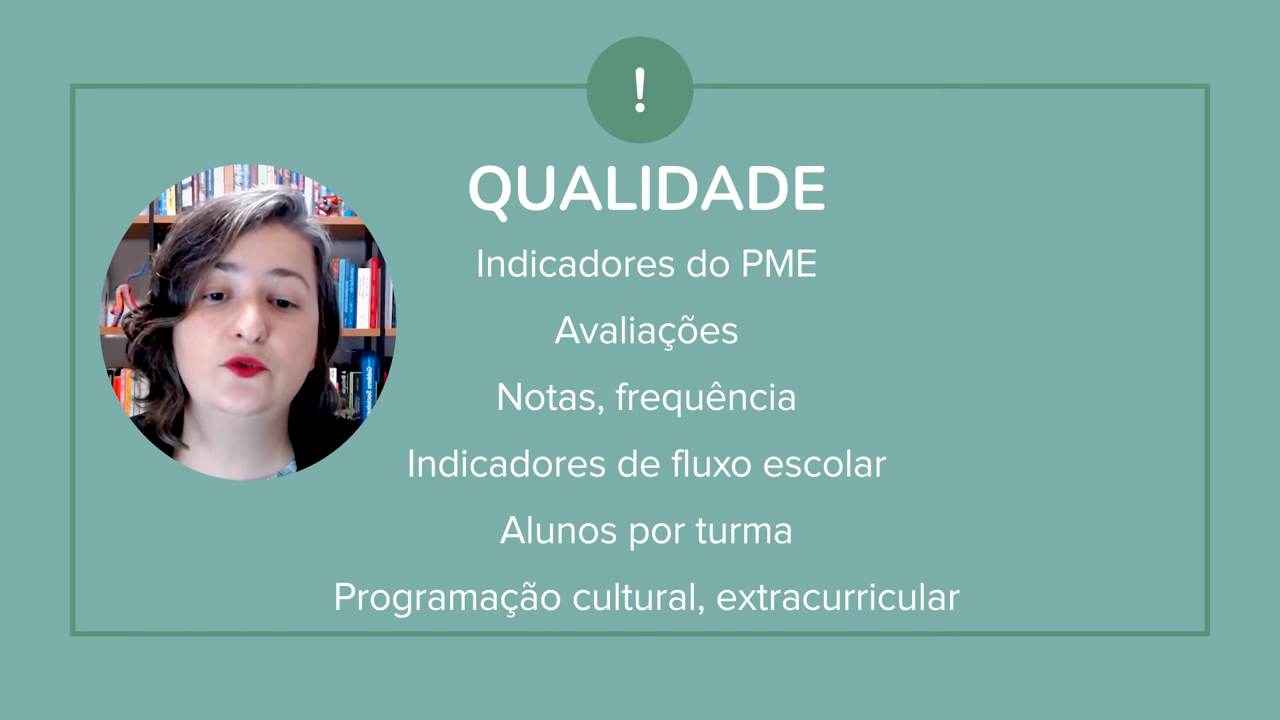 !
QUALIDADE
Indicadores do PME
Avaliações
Notas, frequência
Indicadores de fluxo escolar
Alunos por turma
Programação cultural, extracurricular